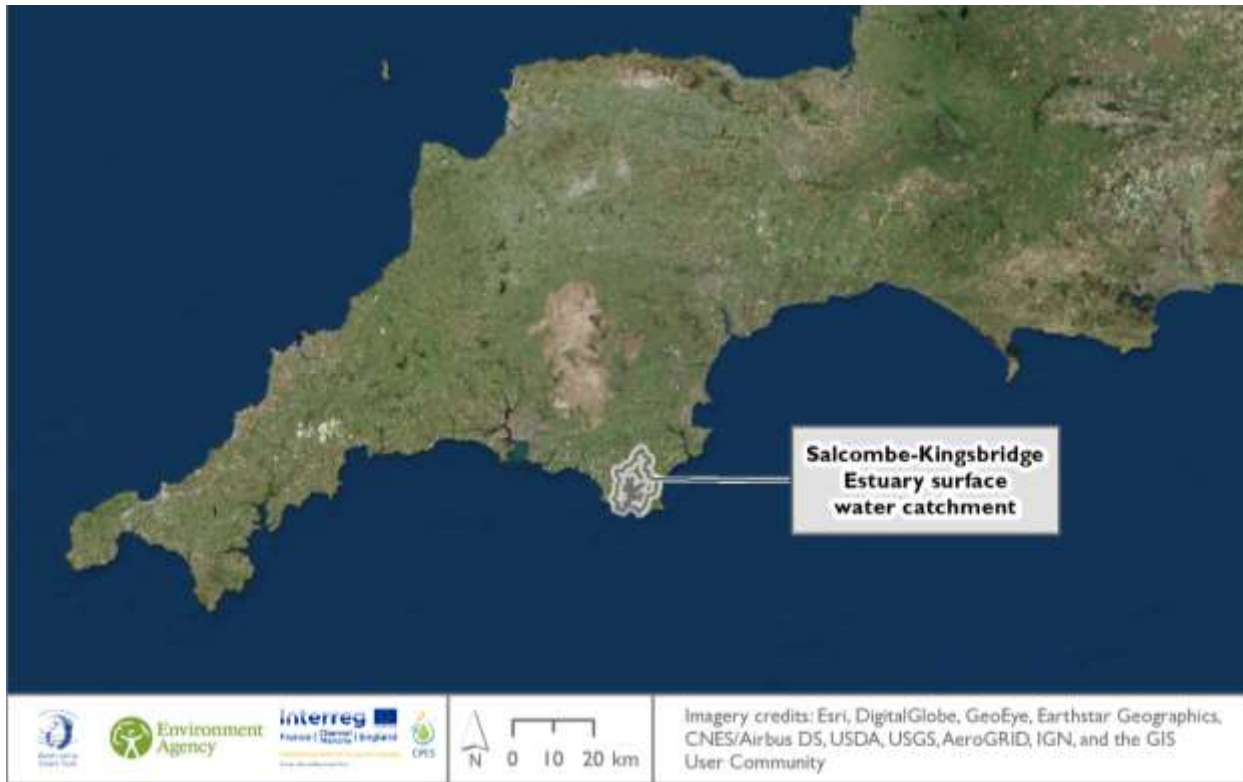 Salcombe-Kingsbridge
Estuary surface
water catchment
Environment
Agency
Interreg
France ( Channel Manche ) England
CPES
N
0 10 20 km
Imagery credits: Esri, DigitalGlobe, GeoEye, Earthstar Geographics,
CNES/Airbus DS, USDA, USGS, AeroGRID, IGN, and the GIS
User Community